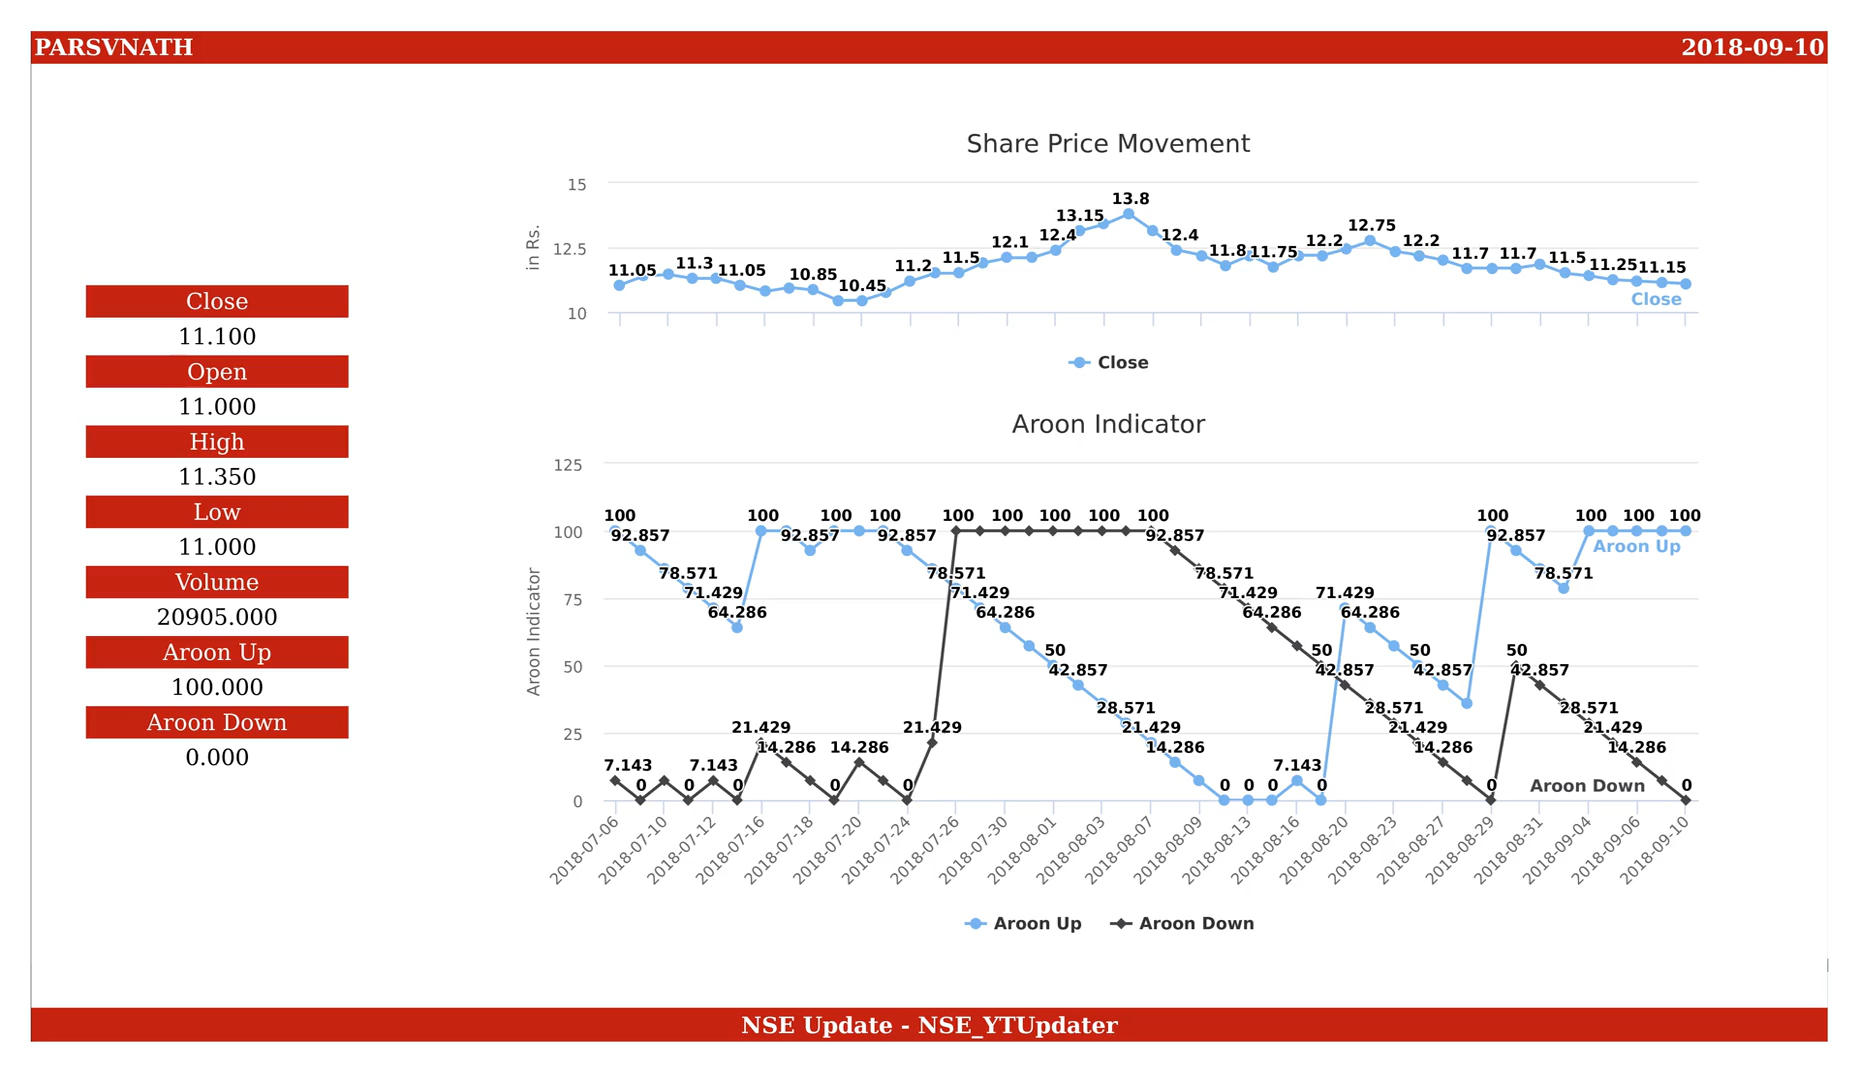 PARSVNATH 2018-09-10
Close
11.100
Open
11.000
High
11.350
Low
11.000
Volume
20905.000
Aroon Up
100.000
Aroon Down
0.000
Share Price Movement
in Rs.
15
12.5
10
11.05 11.3 11.05 10.85 10.45 11.2 11.5 12.1 12.4 13.15 13.8 12.4 11.8 11.75 12.2 12.75 12.2 11.7 11.7 11.5 11.25 11.15
Close
Close
Aroon Indicator
Aroon Indicator
125
100
75
50
25
0
100 92.857 78.571 71.429 64.286 100 92.857 100 100 92.857 78.571 71.429 64.286 50 42.857 28.571 21.429 14.286 0 0 0 7.143 0 71.429 64.286 50 42.857 100 92.857 78.571 100 100 100
Aroon Up
7.143 0 0 7.143 0 21.429 14.286 0 14.286 0 21.429 100 100 100 100 100 92.857 78.571 71.429 64.286 50 42.857 28.571 21.429 14.286 0 50 42.857 28.571 21.429 14.286 0
Aroon Down
2018-07-06 2018-07-10 2018-07-12 2018-07-16 2018-07-18 2018-07-20 2018-07-24 2018-07-26 2018-07-30 2018-08-01 2018-08-03 2018-08-07 2018-08-09 2018-08-13 2018-08-16 2018-08-20 2018-08-23 2018-08-27 2018-08-29 2018-08-31 2018-09-04 2018-09-06 2018-09-10
Aroon Up Aroon Down
NSE Update - NSE_YTUpdater